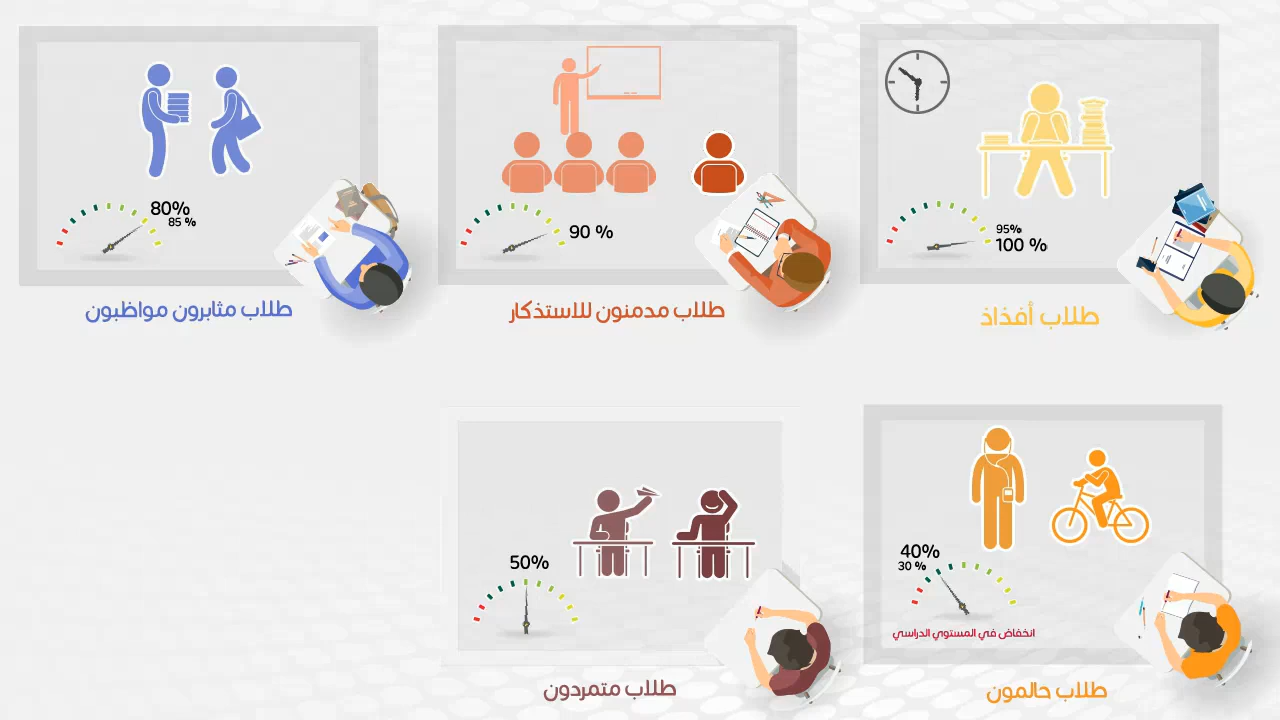 95%
100 %
طلاب أفذاذ
90 %
طلاب مدمنون للاستذكار
80%
85 %
طلاب مثابرون مواظبون
40%
30 %
انخفاض في المستوي الدراسي
طلاب حالمون
50%
طلاب متمردون